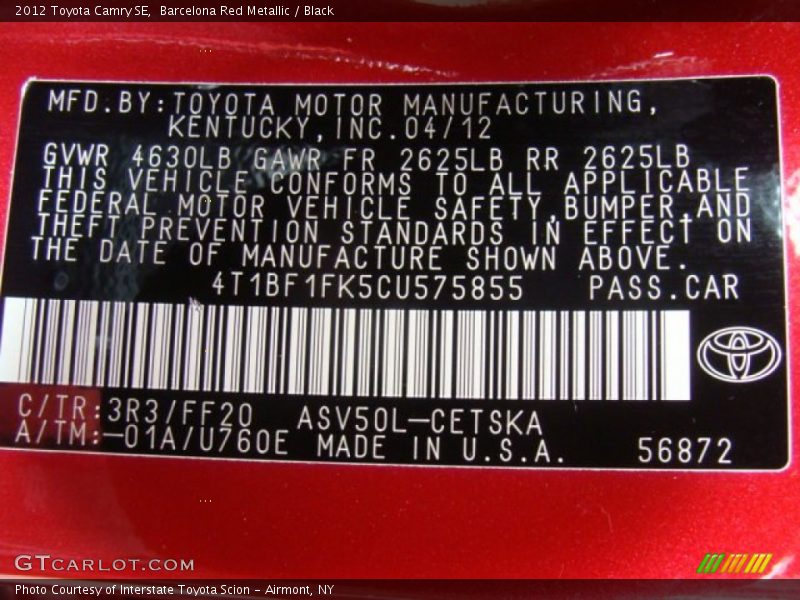 2012 Toyota Camry SE,  Barcelona Red Metallic / Black
MFD.BY:TOYOTA MOTOR MANUFACTURING,
KENTUCKY,INC.04/12
GVWR 4630LB GAWR FR 2625LB RR 2625LB
THIS VEHICLE CONFORMS TO ALL APPLICABLE
FEDERAL MOTOR VEHICLE SAFETY,BUMPER,AND
THEFT PREVENTION STANDARDS IN EFFECT ON
THE DATE OF MANUFACTURE SHOWN ABOVE.
4T1BF1FK5CU575855 PASS.CAR
C/TR:3R3/FF20 ASV50L-CETSKA
A/TM:-01A/U760E MADE IN U.S.A. 56872
GTCARLOT.COM
Photo Courtesy of Interstate Toyota Scion - Airmont, NY